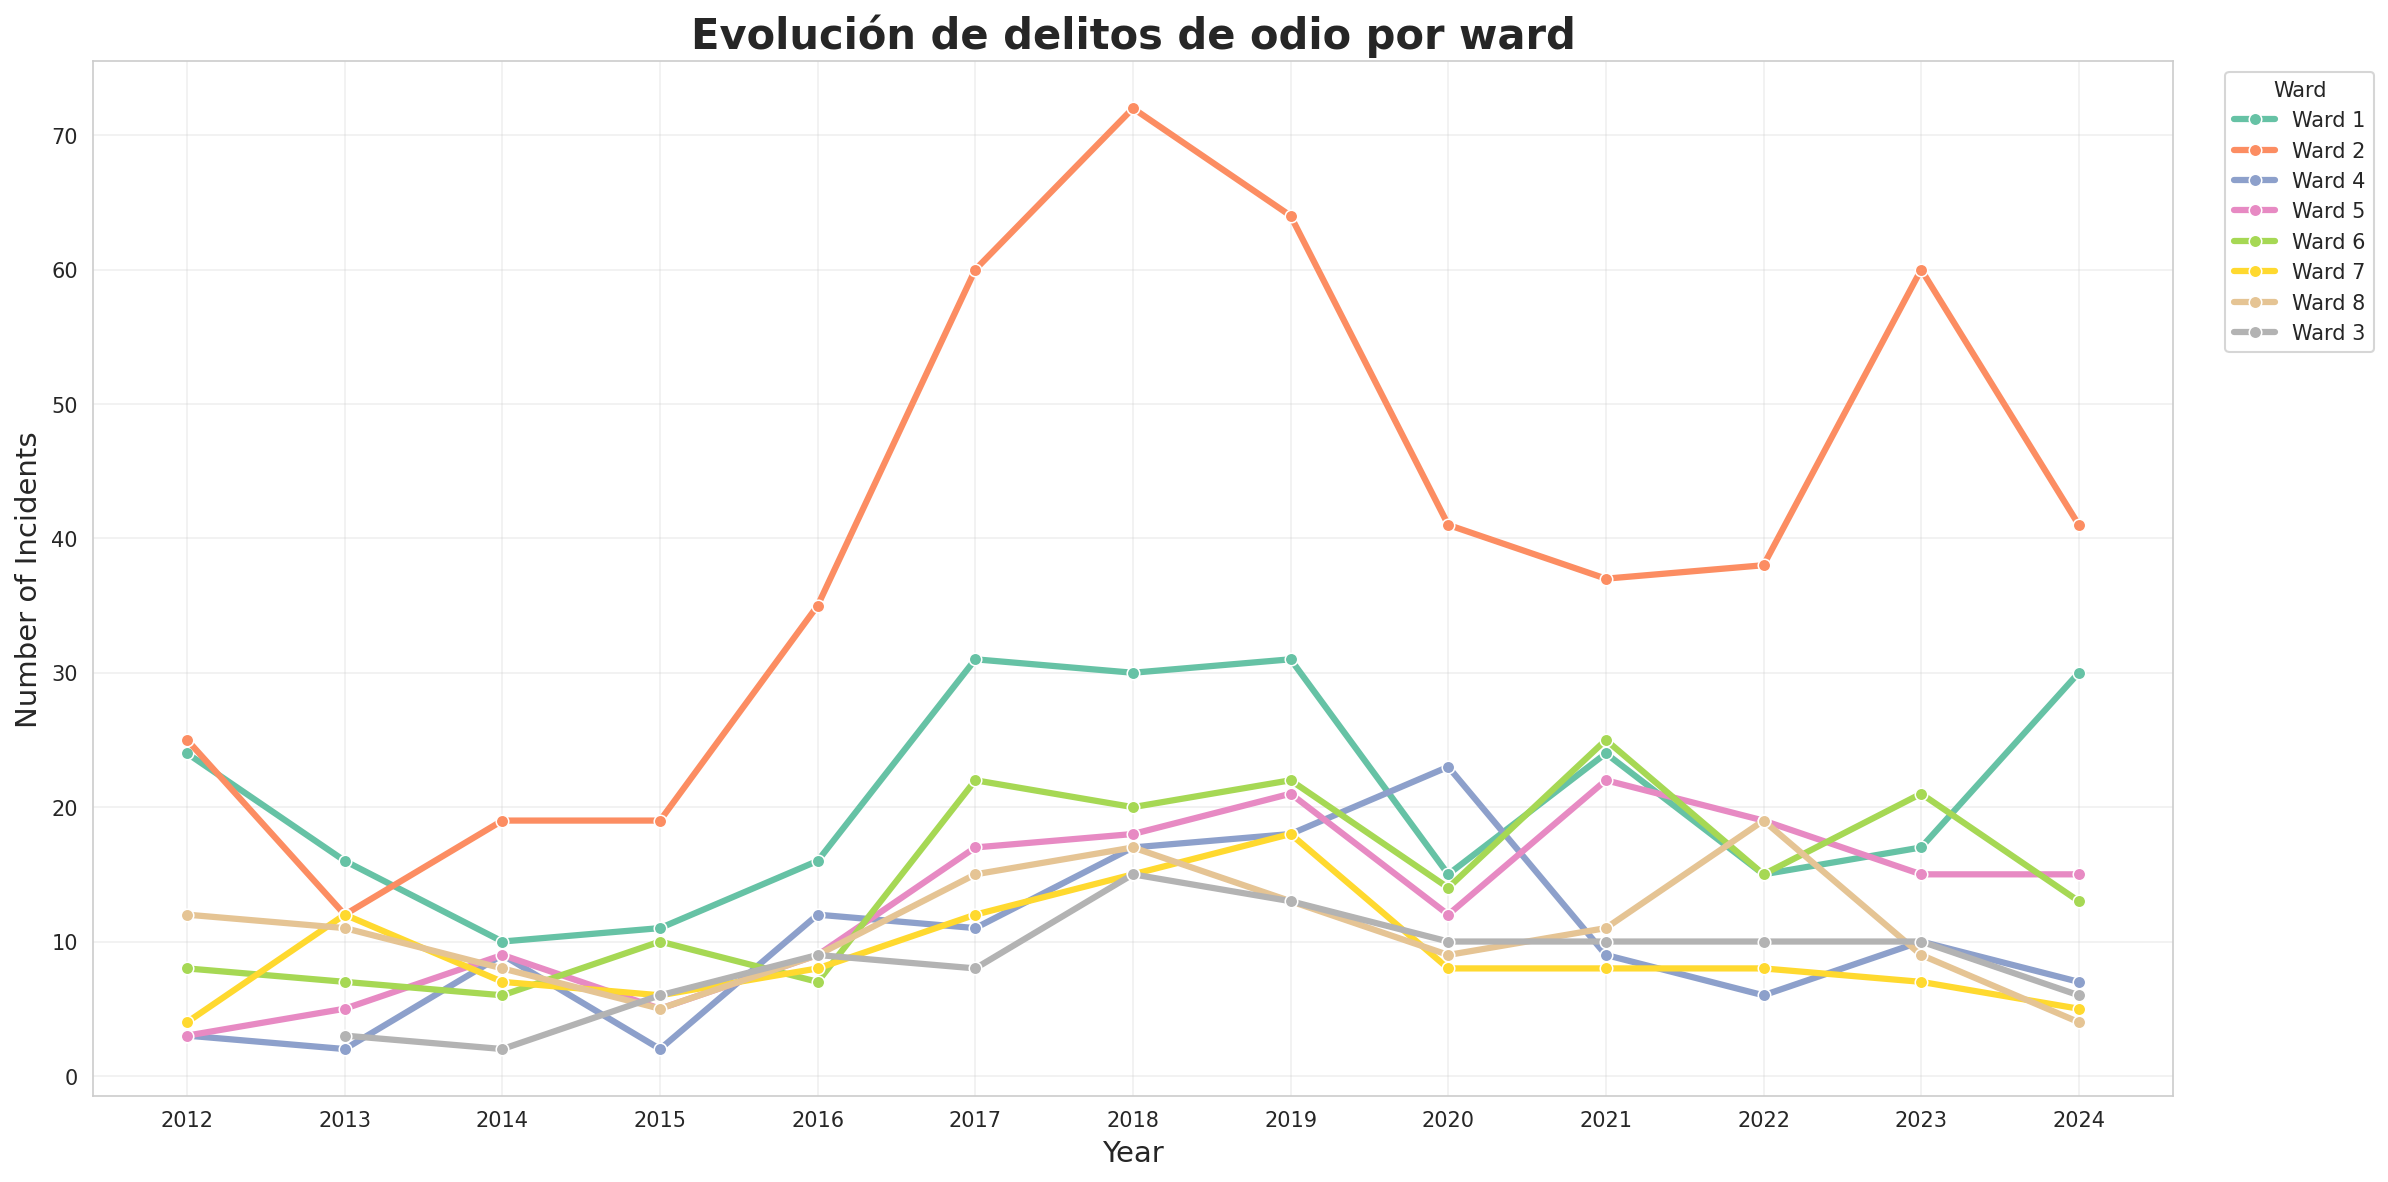 Evolución de delitos de odio por ward
Number of Incidents
70
60
50
40
30
20
10
0
2012 2013 2014 2015 2016 2017 2018 2019 2020 2021 2022 2023 2024
Year
Ward
Ward 1
Ward 2
Ward 4
Ward 5
Ward 6
Ward 7
Ward 8
Ward 3